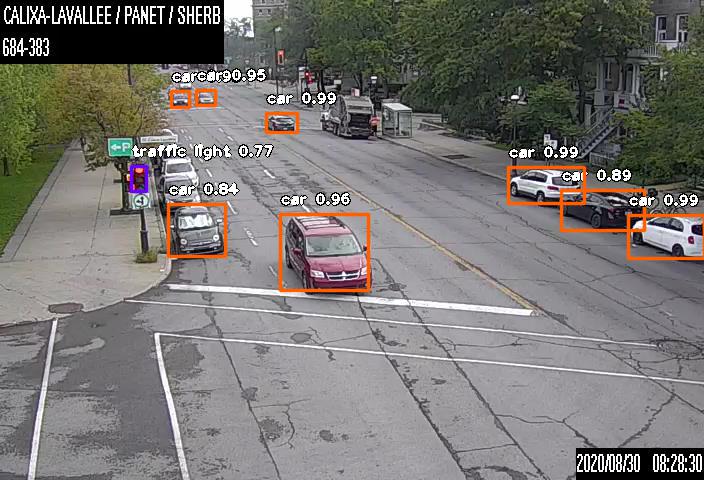 CALIXA-LAVALLEE / PANET / SHERB
684-383
carcar90.95
car 0.99
P
traffic light 0.77
car 0.99
car 0.89
car 0.84
car 0.96
car 0.99
2020/08/30 08:28:30